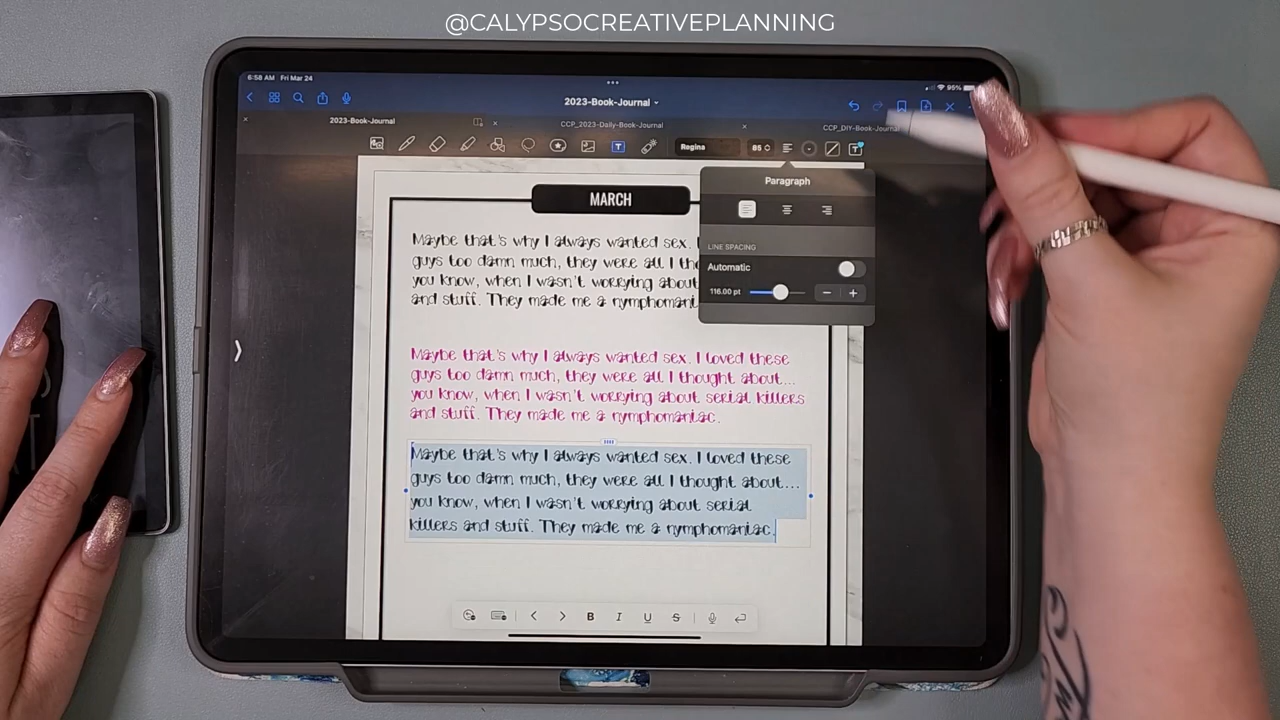 @CALYPSOCREATIVEPLANNING
6:58 AM Fri Mar 24
95%
2023-Book-Journal
2023-Book-Journal
CCP_2023-Daily-Book-Journal
CCP_DIY-Book-Journal
Regina
85
Paragraph
LINE SPACING
Automatic
116.00 pt
MARCH
Maybe that's why I always wanted sex. I
guys too damn much, they were all I tho
you know, when I wasn't worrying about
and stuff. They made me a nymphomani
Maybe that's why I always wanted sex. I loved these
guys too damn much, they were all I thought about...
you know, when I wasn't worrying about serial killers
and stuff. They made me a nymphomaniac.
Maybe that's why I always wanted sex. I loved these
guys too damn much, they were all I thought about...
you know, when I wasn't worrying about serial
killers and stuff. They made me a nymphomaniac.
B I U S